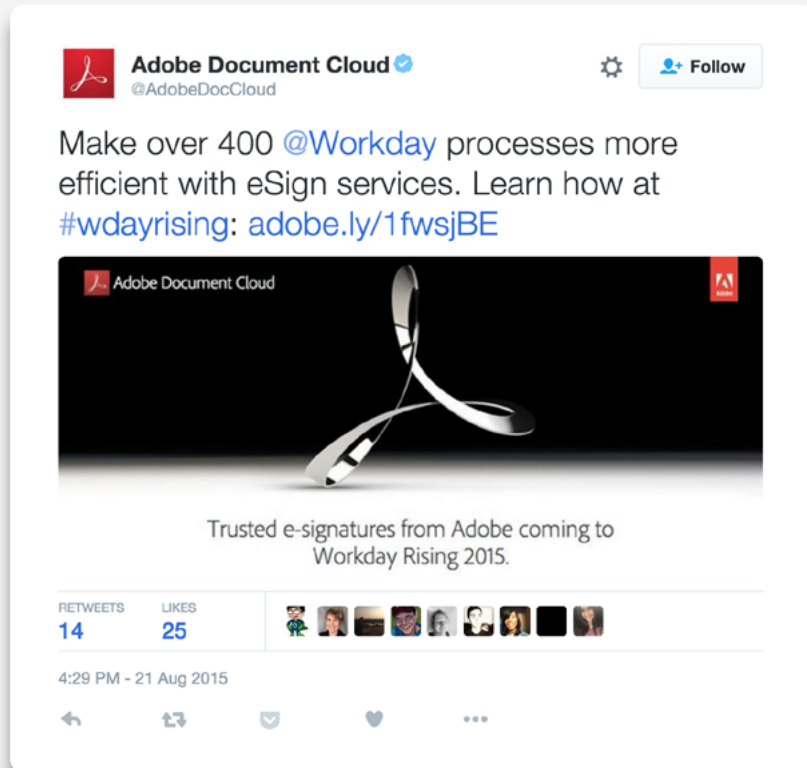 Adobe Document Cloud
@AdobeDocCloud
Follow
Make over 400 @Workday processes more
efficient with eSign services. Learn how at
#wdayrising: adobe.ly/1fwsjBE
Adobe Document Cloud
Adobe
Trusted e-signatures from Adobe coming to
Workday Rising 2015.
RETWEETS LIKES
14 25
4:29 PM - 21 Aug 2015